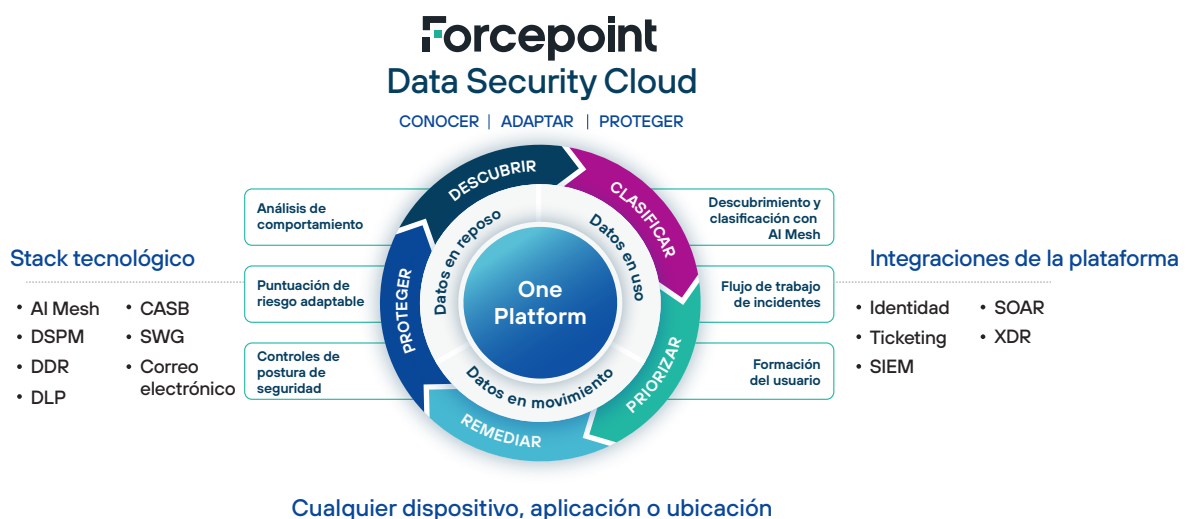 Forcepoint
Data Security Cloud
CONOCER | ADAPTAR | PROTEGER
Stack tecnológico
• AI Mesh
• DSPM
• DDR
• DLP
• CASB
• SWG
• Correo
electrónico
Análisis de
comportamiento
Puntuación de
riesgo adaptable
Controles de
postura de
seguridad
DESCUBRIR
CLASIFICAR
PRIORIZAR
REMEDIAR
PROTEGER
Datos en reposo
Datos en uso
Datos en movimiento
One
Platform
Descubrimiento y
clasificación con
AI Mesh
Flujo de trabajo
de incidentes
Formación
del usuario
Integraciones de la plataforma
• Identidad
• Ticketing
• SIEM
• SOAR
• XDR
Cualquier dispositivo, aplicación o ubicación